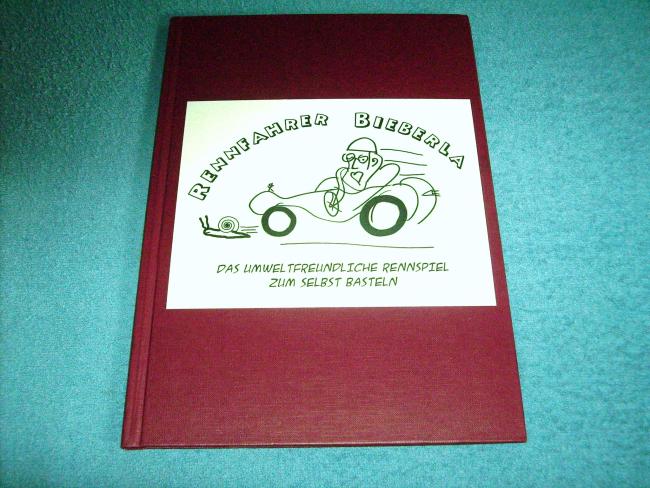 RENNFAHRER BIEBERLA
DAS UMWELTFREUNDLICHE RENNSPIEL
ZUM SELBST BASTELN